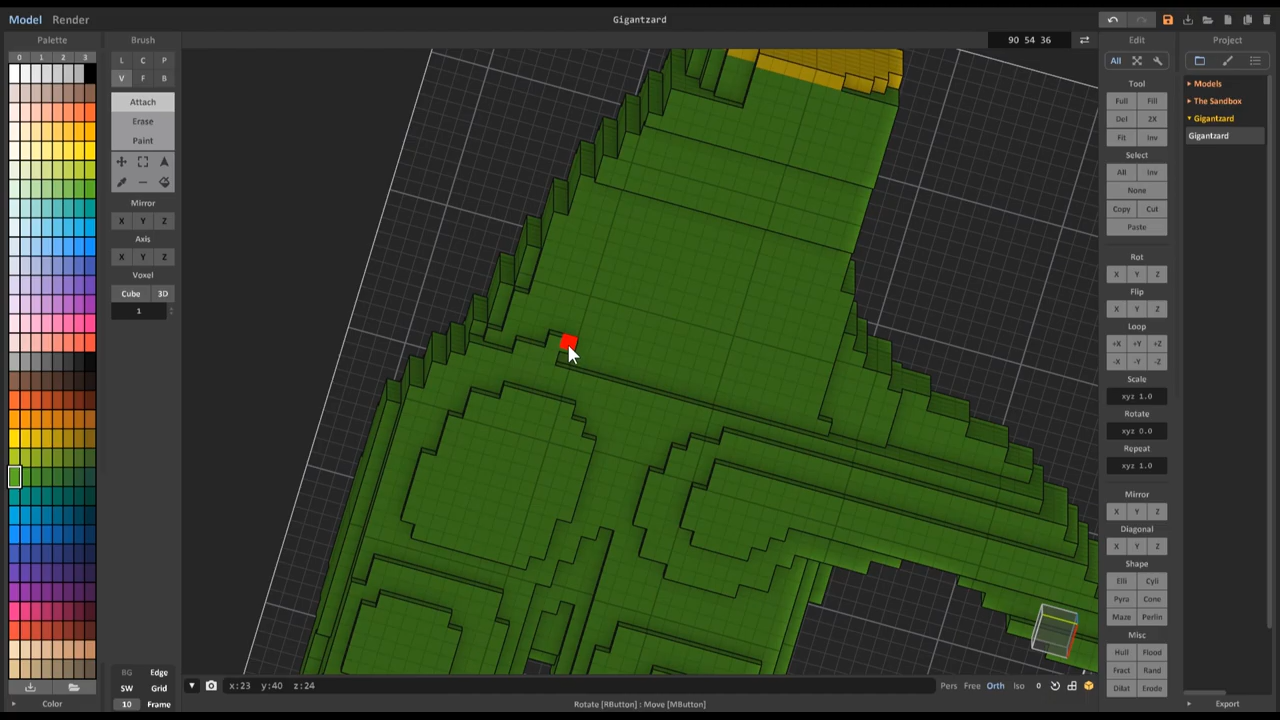 Model Render
Gigantzard
Palette
Brush
90 54 36
Edit
Project
0 1 2 3
L C P
V F B
Attach
Erase
Paint
Mirror
X Y Z
Axis
X Y Z
Voxel
Cube 3D
1
BG Edge
SW Grid
10 Frame
Color
All
Tool
Full Fill
Del 2X
Fit Inv
Select
All Inv
None
Copy Cut
Paste
Rot
X Y Z
Flip
X Y Z
Loop
+X +Y +Z
-X -Y -Z
Scale
xyz 1.0
Rotate
xyz 0.0
Repeat
xyz 1.0
Mirror
X Y Z
Diagonal
X Y Z
Shape
Elli Cyli
Pyra Cone
Maze Perlin
Misc
Hull Flood
Fract Rand
Dilat Erode
Models
The Sandbox
Gigantzard
Gigantzard
Export
x:23 y:40 z:24
Pers Free Orth Iso 0
Rotate [RButton] : Move [MButton]